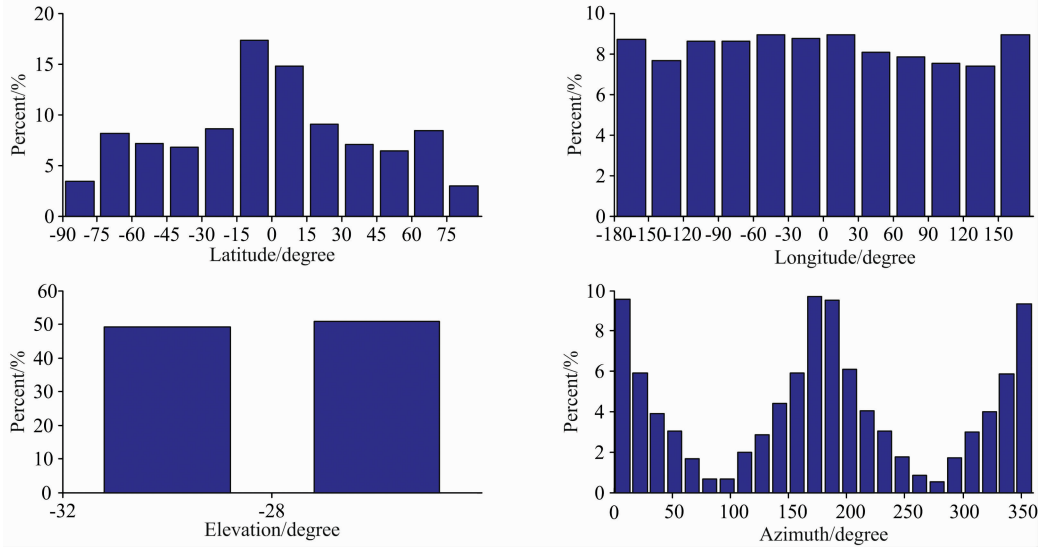 20
15
10
5
0
Percent/%
-90 -75 -60 -45 -30 -15 0 15 30 45 60 75
Latitude/degree
10
8
6
4
2
0
Percent/%
-180 -150 -120 -90 -60 -30 0 30 60 90 120 150
Longitude/degree
60
50
40
30
20
10
0
Percent/%
-32 -28
Elevation/degree
10
8
6
4
2
0
Percent/%
0 50 100 150 200 250 300 350
Azimuth/degree